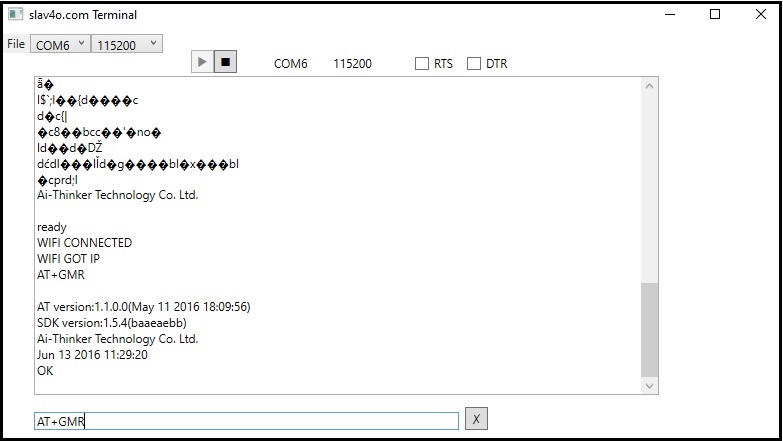 slav4o.com Terminal
File COM6 115200
COM6 115200 RTS DTR
ẫ�
l$`;l��{d����c
d�c{|
�c8��bcc��'�no�
ld��d�DŽ
dćdl���lǐd�g����bl�x���bl
�cprd;l
Ai-Thinker Technology Co. Ltd.
ready
WIFI CONNECTED
WIFI GOT IP
AT+GMR
AT version:1.1.0.0(May 11 2016 18:09:56)
SDK version:1.5.4(baaeaebb)
Ai-Thinker Technology Co. Ltd.
Jun 13 2016 11:29:20
OK
AT+GMR X